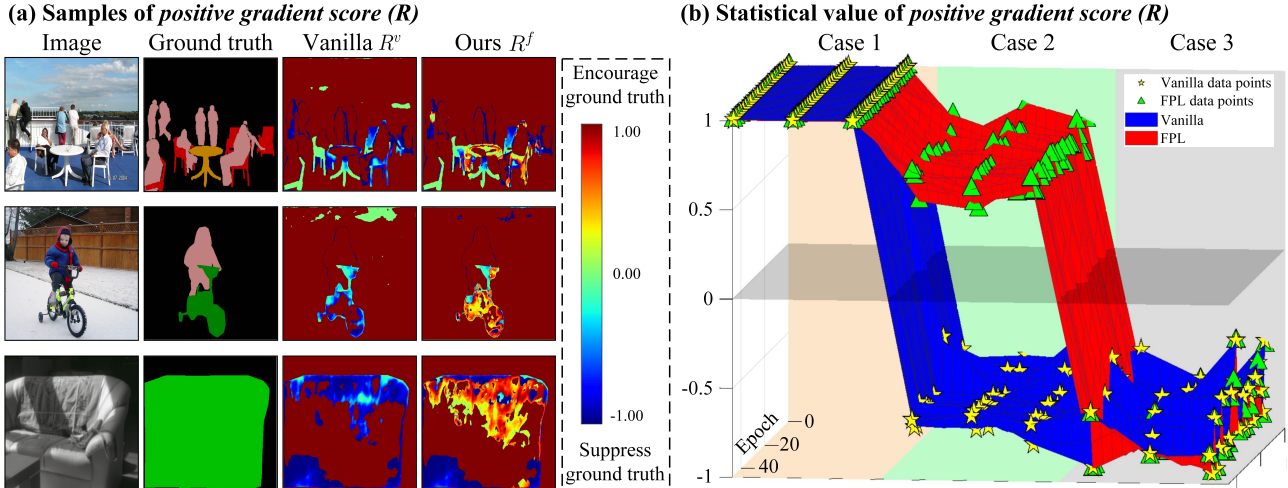 (a) Samples of positive gradient score (R)
Image Ground truth Vanilla R^v Ours R^f
Encourage
ground truth
1.00
0.00
-1.00
Suppress
ground truth
(b) Statistical value of positive gradient score (R)
Case 1 Case 2 Case 3
Vanilla data points
FPL data points
Vanilla
FPL
1
0.5
0
-0.5
-1
Epoch
0
20
40